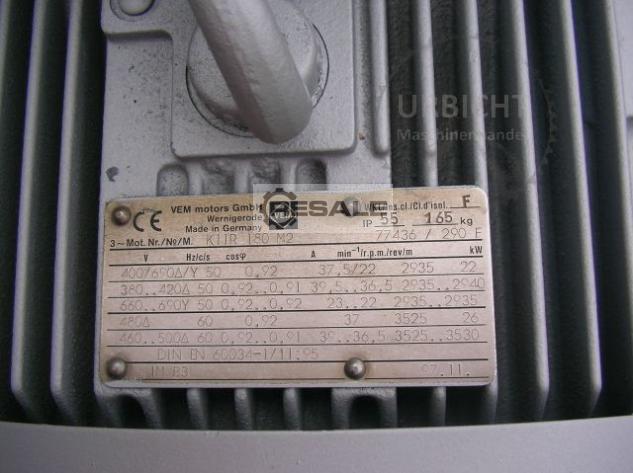 URBICHT
Maschinenhandel
VEM motors GmbH
Wernigerode
Made in Germany
CE
RESALE
VEM
W.Kl./Ins.cl./Cl.d'isol. F
IP 55 165 kg
3~Mot. Nr./No/M. K11R 180 M2 77436 / 290 E
V Hz/c/s cosφ A min⁻¹/r.p.m./rev/m kW
400/690Δ/Y 50 0,92 37,5/22 2935 22
380..420Δ 50 0,92..0,91 39,5..36,5 2935..2940
660..690Y 50 0,92..0,92 23..22 2935..2935
480Δ 60 0,92 37 3525 26
460..500Δ 60 0,92..0,91 39..36,5 3525..3530
DIN EN 60034-1/11.95
IM B3 97.11.